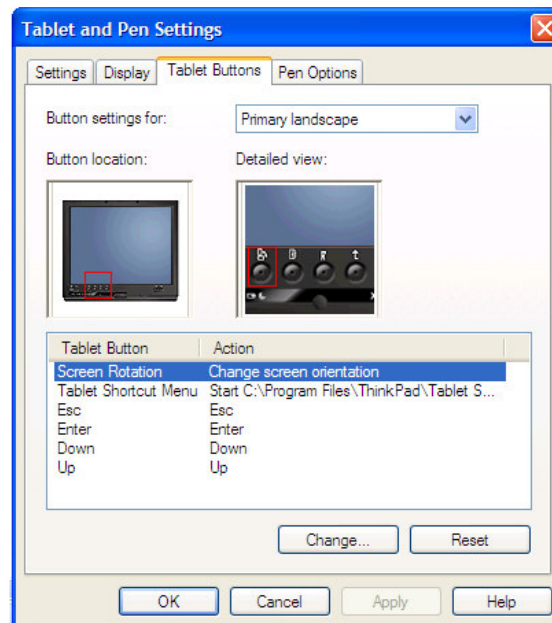 Tablet and Pen Settings
Settings Display Tablet Buttons Pen Options
Button settings for: Primary landscape
Button location: Detailed view:
Tablet Button Action
Screen Rotation Change screen orientation
Tablet Shortcut Menu Start C:\Program Files\ThinkPad\Tablet S...
Esc Esc
Enter Enter
Down Down
Up Up
Change... Reset
OK Cancel Apply Help